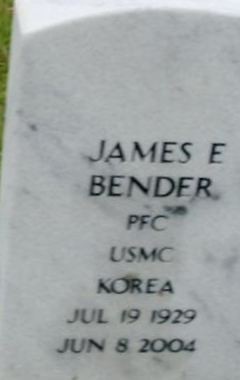 JAMES E
BENDER
PFC
USMC
KOREA
JUL 19 1929
JUN 8 2004